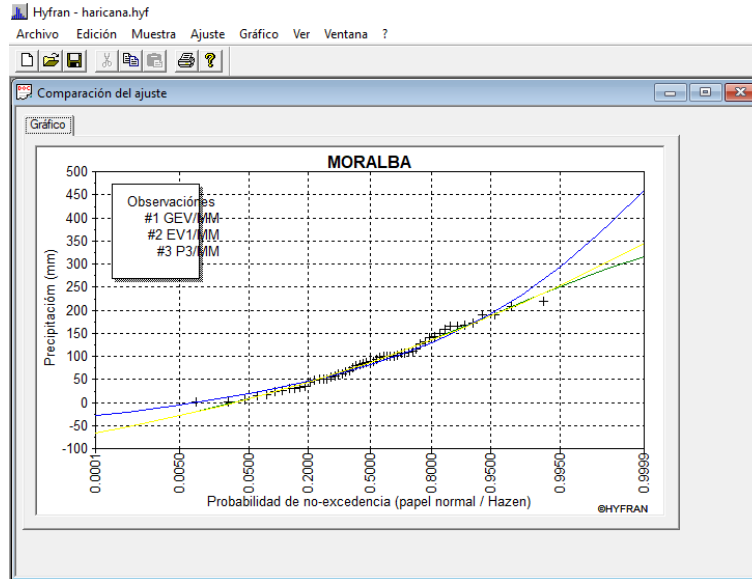 Hyfran - haricana.hyf
Archivo Edición Muestra Ajuste Gráfico Ver Ventana ?
Comparación del ajuste
Gráfico
MORALBA
500
450
400
350
300
250
200
150
100
50
0
-50
-100
Precipitacióm (mm)
Observaciónes
#1 GEV/MM
#2 EV1/MM
#3 P3/MM
0.0001
0.0050
0.0500
0.2000
0.5000
0.8000
0.9500
0.9950
0.9999
Probabilidad de no-excedencia (papel normal / Hazen)
©HYFRAN